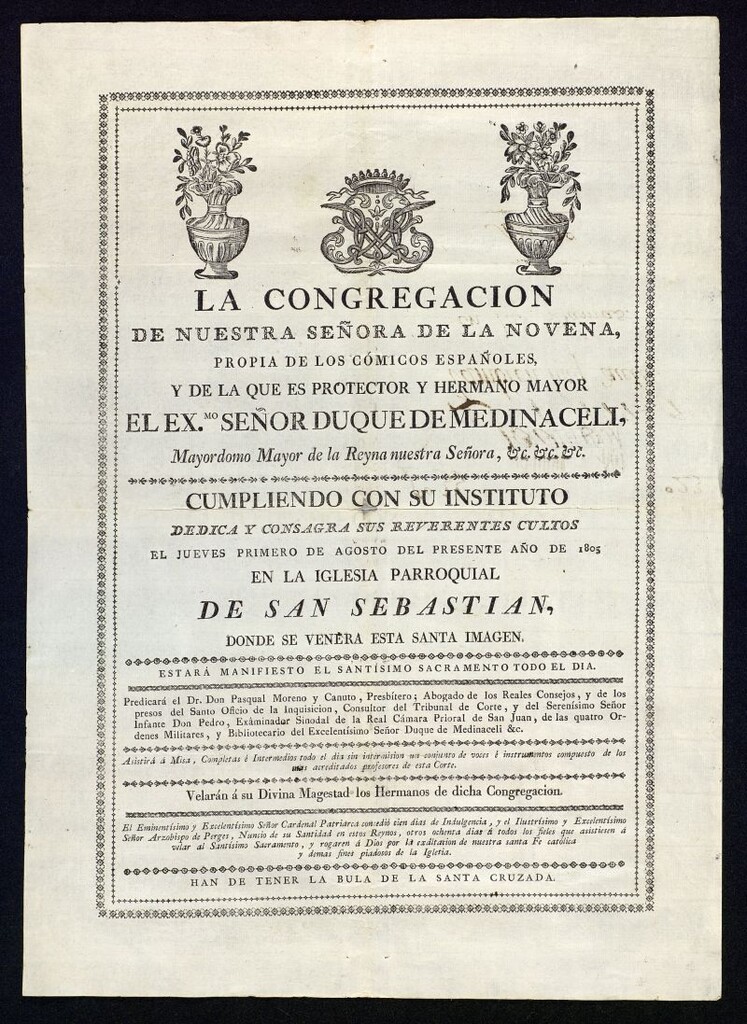 LA CONGREGACION
DE NUESTRA SEÑORA DE LA NOVENA,
PROPIA DE LOS CÓMICOS ESPAÑOLES,
Y DE LA QUE ES PROTECTOR Y HERMANO MAYOR
EL EX.MO SEÑOR DUQUE DE MEDINACELI,
Mayordomo Mayor de la Reyna nuestra Señora, &c. &c. &c.
CUMPLIENDO CON SU INSTITUTO
DEDICA Y CONSAGRA SUS REVERENTES CULTOS
EL JUEVES PRIMERO DE AGOSTO DEL PRESENTE AÑO DE 1805
EN LA IGLESIA PARROQUIAL
DE SAN SEBASTIAN,
DONDE SE VENERA ESTA SANTA IMAGEN.
ESTARÁ MANIFIESTO EL SANTÍSIMO SACRAMENTO TODO EL DIA.
Predicará el Dr. Don Pasqual Moreno y Canuto, Presbítero; Abogado de los Reales Consejos, y de los
presos del Santo Oficio de la Inquisicion, Consultor del Tribunal de Corte, y del Serenísimo Señor
Infante Don Pedro, Exâminador Sinodal de la Real Cámara Prioral de San Juan, de las quatro Or-
denes Militares, y Bibliotecario del Excelentísimo Señor Duque de Medinaceli &c.
Asistirá á Misa, Completas é Intermedios todo el dia sin intermision un conjunto de voces é instrumentos compuesto de los
mas acreditados profesores de esta Corte.
Velarán á su Divina Magestad los Hermanos de dicha Congregacion.
El Eminentísimo y Excelentísimo Señor Cardenal Patriarca concedió cien dias de Indulgencia, y el Ilustrísimo y Excelentísimo
Señor Arzobispo de Perges, Nuncio de su Santidad en estos Reynos, otros ochenta dias á todos los fieles que asistiesen á
velar al Santísimo Sacramento, y rogaren á Dios por la exâltacion de nuestra santa Fe católica
y demas fines piadosos de la Iglesia.
HAN DE TENER LA BULA DE LA SANTA CRUZADA.